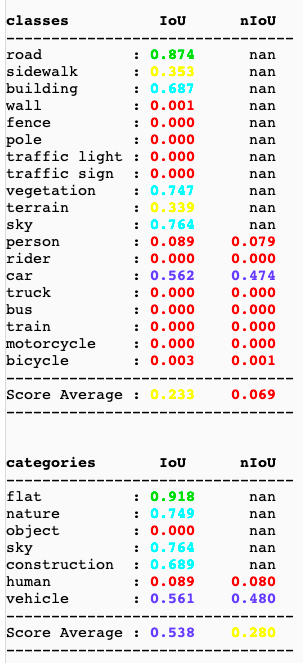 classes IoU nIoU
--------------------------------
road : 0.874 nan
sidewalk : 0.353 nan
building : 0.687 nan
wall : 0.001 nan
fence : 0.000 nan
pole : 0.000 nan
traffic light : 0.000 nan
traffic sign : 0.000 nan
vegetation : 0.747 nan
terrain : 0.339 nan
sky : 0.764 nan
person : 0.089 0.079
rider : 0.000 0.000
car : 0.562 0.474
truck : 0.000 0.000
bus : 0.000 0.000
train : 0.000 0.000
motorcycle : 0.000 0.000
bicycle : 0.003 0.001
--------------------------------
Score Average : 0.233 0.069
--------------------------------
categories IoU nIoU
--------------------------------
flat : 0.918 nan
nature : 0.749 nan
object : 0.000 nan
sky : 0.764 nan
construction : 0.689 nan
human : 0.089 0.080
vehicle : 0.561 0.480
--------------------------------
Score Average : 0.538 0.280
--------------------------------